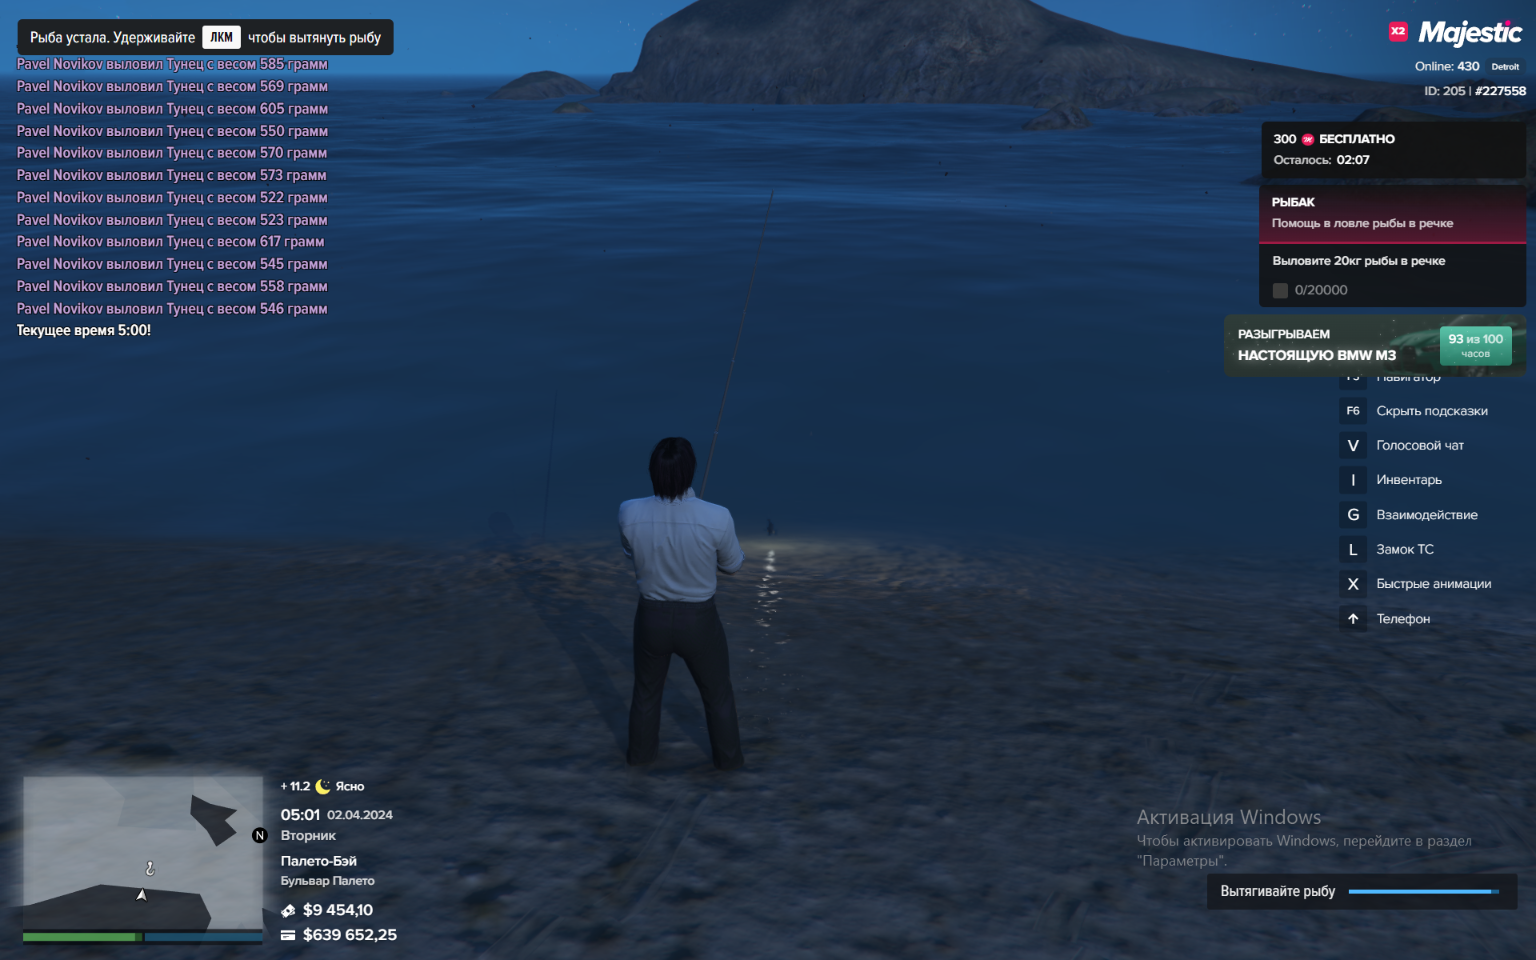 Рыба устала. Удерживайте ЛКМ чтобы вытянуть рыбу
Pavel Novikov выловил Тунец с весом 585 грамм
Pavel Novikov выловил Тунец с весом 569 грамм
Pavel Novikov выловил Тунец с весом 605 грамм
Pavel Novikov выловил Тунец с весом 550 грамм
Pavel Novikov выловил Тунец с весом 570 грамм
Pavel Novikov выловил Тунец с весом 573 грамм
Pavel Novikov выловил Тунец с весом 522 грамм
Pavel Novikov выловил Тунец с весом 523 грамм
Pavel Novikov выловил Тунец с весом 617 грамм
Pavel Novikov выловил Тунец с весом 545 грамм
Pavel Novikov выловил Тунец с весом 558 грамм
Pavel Novikov выловил Тунец с весом 546 грамм
Текущее время 5:00!
X2 Majestic
Online: 430 Detroit
ID: 205 | #227558
300 БЕСПЛАТНО
Осталось: 02:07
РЫБАК
Помощь в ловле рыбы в речке
Выловите 20кг рыбы в речке
0/20000
РАЗЫГРЫВАЕМ
НАСТОЯЩУЮ BMW M3
93 из 100
часов
Навигатор
F6 Скрыть подсказки
V Голосовой чат
I Инвентарь
G Взаимодействие
L Замок ТС
X Быстрые анимации
Телефон
+ 11.2 Ясно
05:01 02.04.2024
N Вторник
Палето-Бэй
Бульвар Палето
$9 454,10
$639 652,25
Активация Windows
Чтобы активировать Windows, перейдите в раздел
"Параметры".
Вытягивайте рыбу